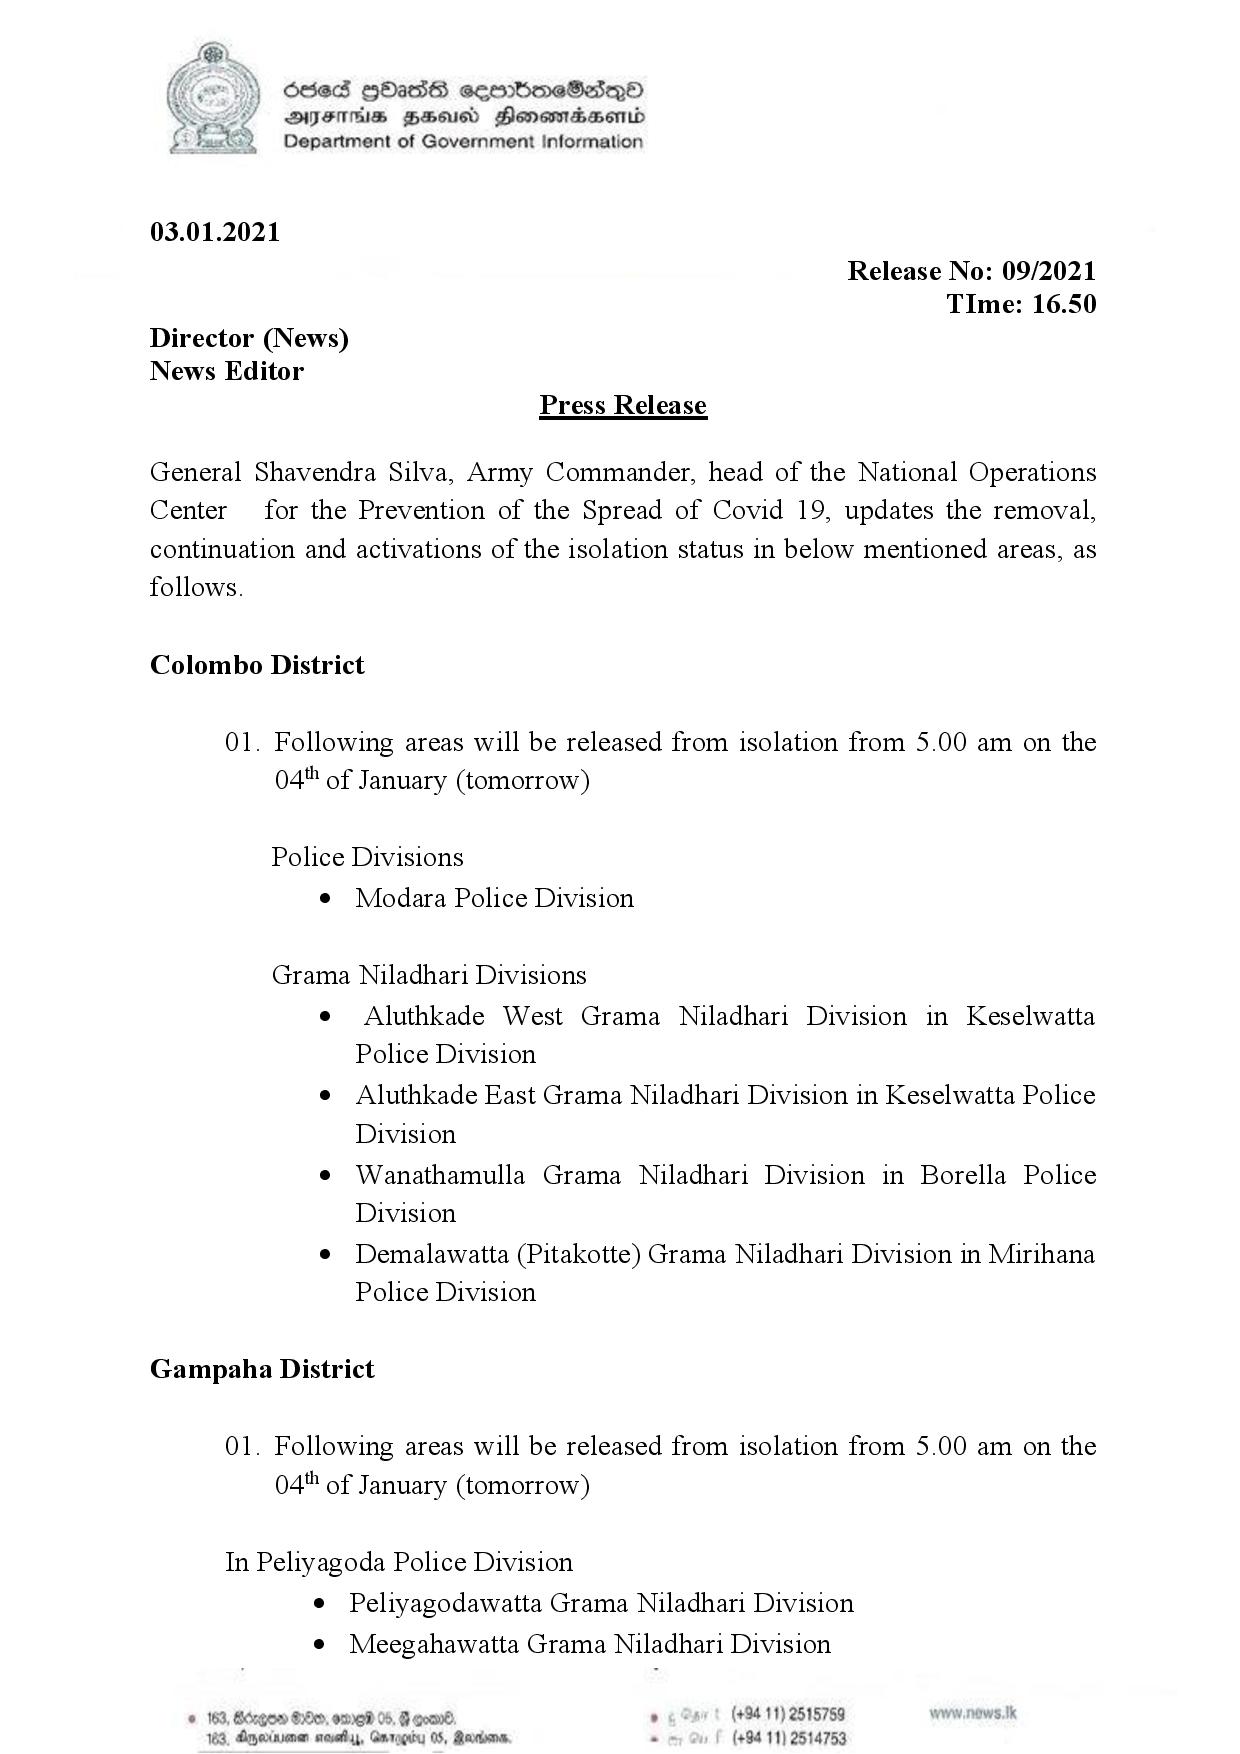 රජයේ ප්‍රවෘත්ති දෙපාර්තමේන්තුව
அரசாங்க தகவல் திணைக்களம்
Department of Government Information
03.01.2021
Release No: 09/2021
TIme: 16.50
Director (News)
News Editor
Press Release
General Shavendra Silva, Army Commander, head of the National Operations
Center for the Prevention of the Spread of Covid 19, updates the removal,
continuation and activations of the isolation status in below mentioned areas, as
follows.
Colombo District
01. Following areas will be released from isolation from 5.00 am on the
04th of January (tomorrow)
Police Divisions
• Modara Police Division
Grama Niladhari Divisions
• Aluthkade West Grama Niladhari Division in Keselwatta
Police Division
• Aluthkade East Grama Niladhari Division in Keselwatta Police
Division
• Wanathamulla Grama Niladhari Division in Borella Police
Division
• Demalawatta (Pitakotte) Grama Niladhari Division in Mirihana
Police Division
Gampaha District
01. Following areas will be released from isolation from 5.00 am on the
04th of January (tomorrow)
In Peliyagoda Police Division
• Peliyagodawatta Grama Niladhari Division
• Meegahawatta Grama Niladhari Division
• 163, කිරුලපන මාවත, කොළඹ 05, ශ්‍රී ලංකාව.
163, கிருலப்பனை எவனியூ, கொழும்பு 05, இலங்கை.
(+94 11) 2515759
(+94 11) 2514753
www.news.lk